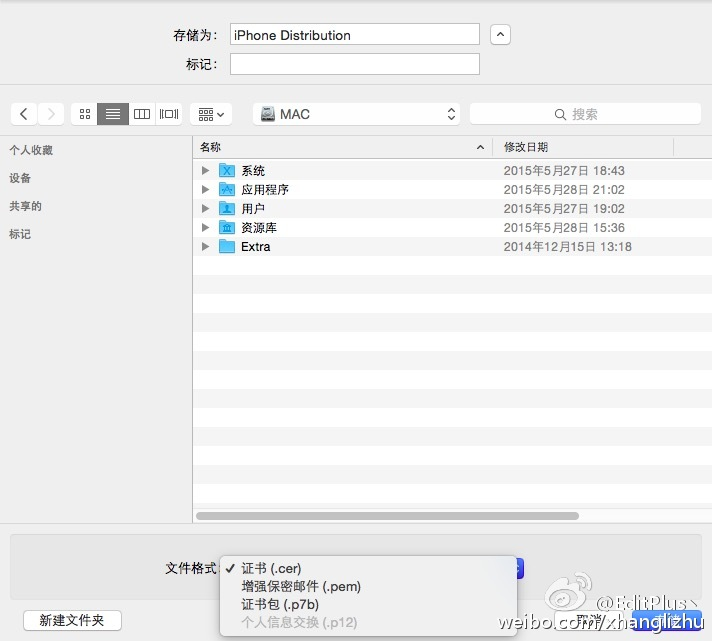 存储为：
iPhone Distribution
标记：
MAC
搜索
个人收藏
设备
共享的
标记
名称
修改日期
系统
2015年5月27日 18:43
应用程序
2015年5月28日 21:02
用户
2015年5月27日 19:02
资源库
2015年5月28日 15:36
Extra
2014年12月15日 13:18
文件格式：
✓ 证书 (.cer)
增强保密邮件 (.pem)
证书包 (.p7b)
个人信息交换 (.p12)
新建文件夹
取消
@EditPlus
weibo.com/xhanglizhu